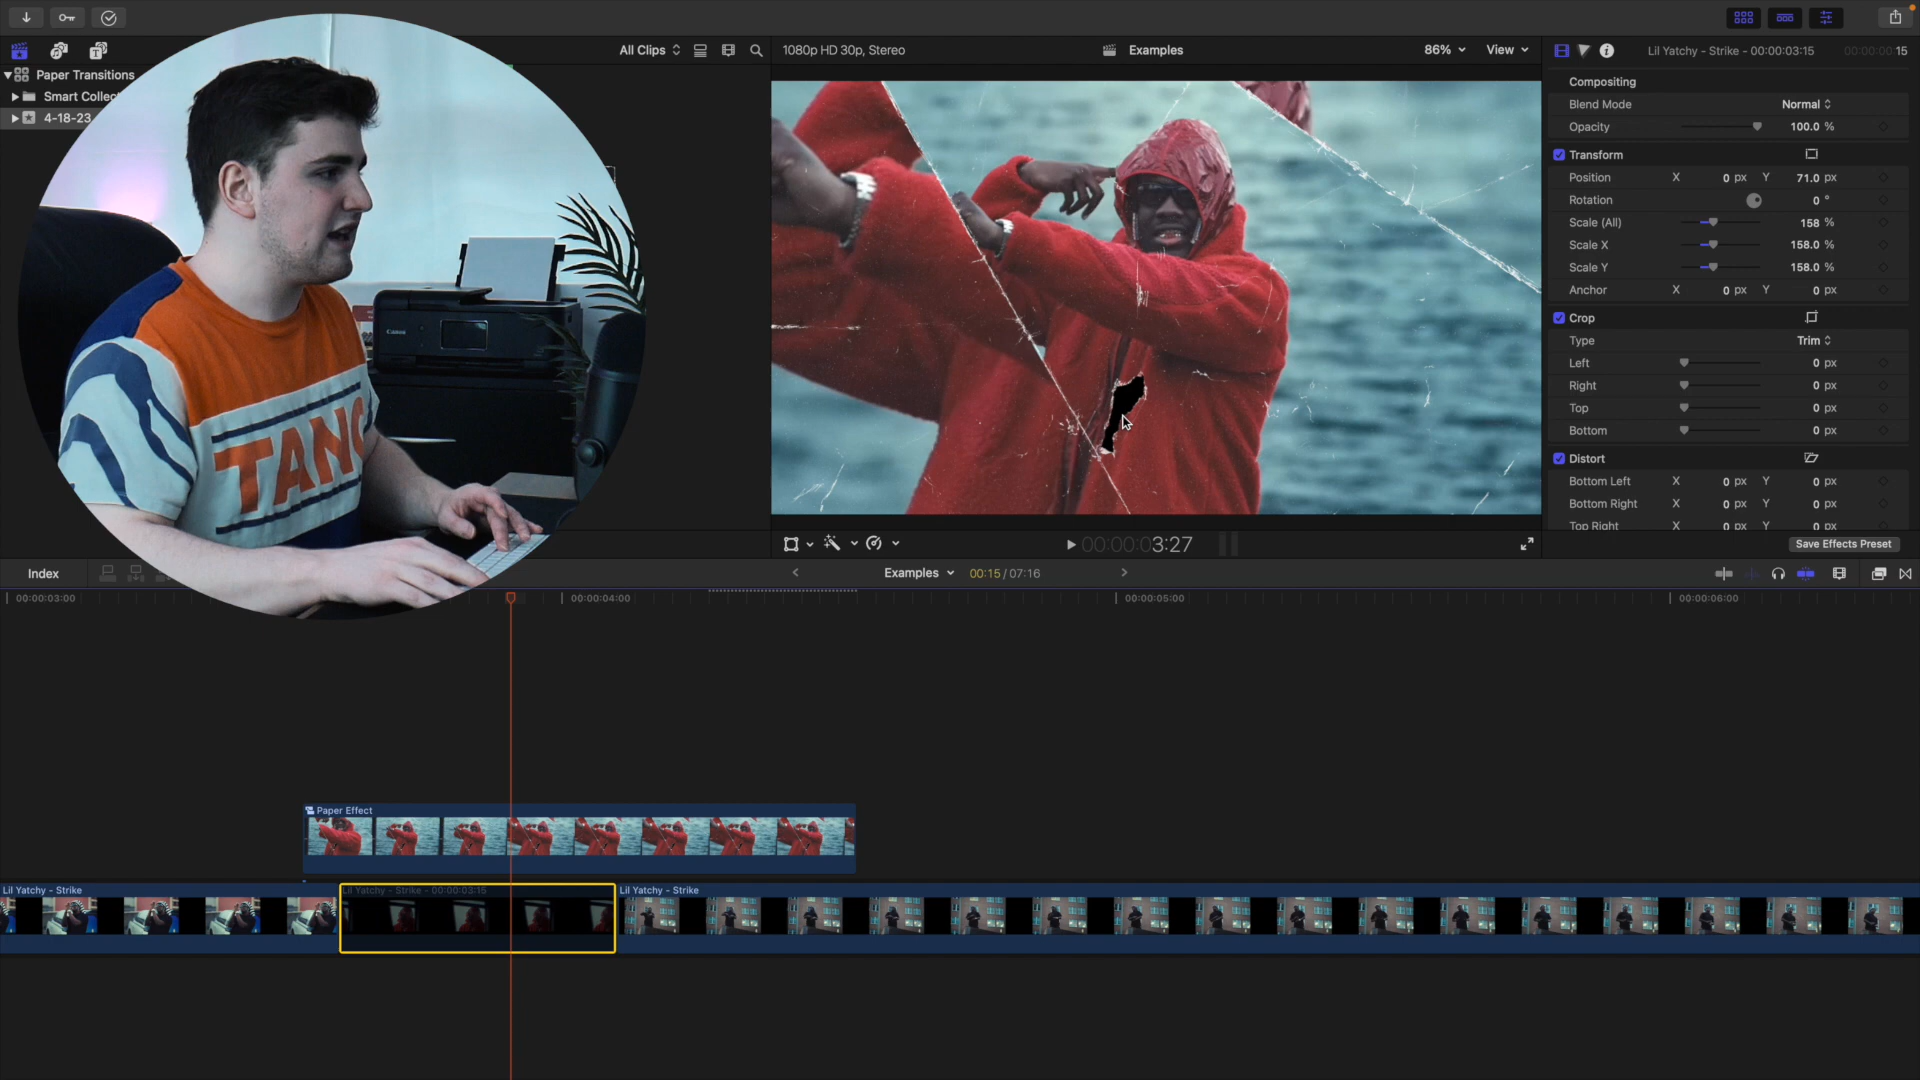 All Clips
1080p HD 30p, Stereo
Examples
86%
View
Lil Yatchy - Strike - 00:00:03:15
00:00:00:15
Paper Transitions
Smart Collec
4-18-23
Compositing
Blend Mode
Normal
Opacity
100.0 %
Transform
Position X 0 px Y 71.0 px
Rotation 0 °
Scale (All) 158 %
Scale X 158.0 %
Scale Y 158.0 %
Anchor X 0 px Y 0 px
Crop
Type Trim
Left 0 px
Right 0 px
Top 0 px
Bottom 0 px
Distort
Bottom Left X 0 px Y 0 px
Bottom Right X 0 px Y 0 px
Top Right X 0 px Y 0 px
Save Effects Preset
Canon
TANG
00:00:03:27
Index
Examples
00:15 / 07:16
00:00:03:00
00:00:04:00
00:00:05:00
00:00:06:00
Paper Effect
Lil Yatchy - Strike
Lil Yatchy - Strike - 00:00:03:15
Lil Yatchy - Strike